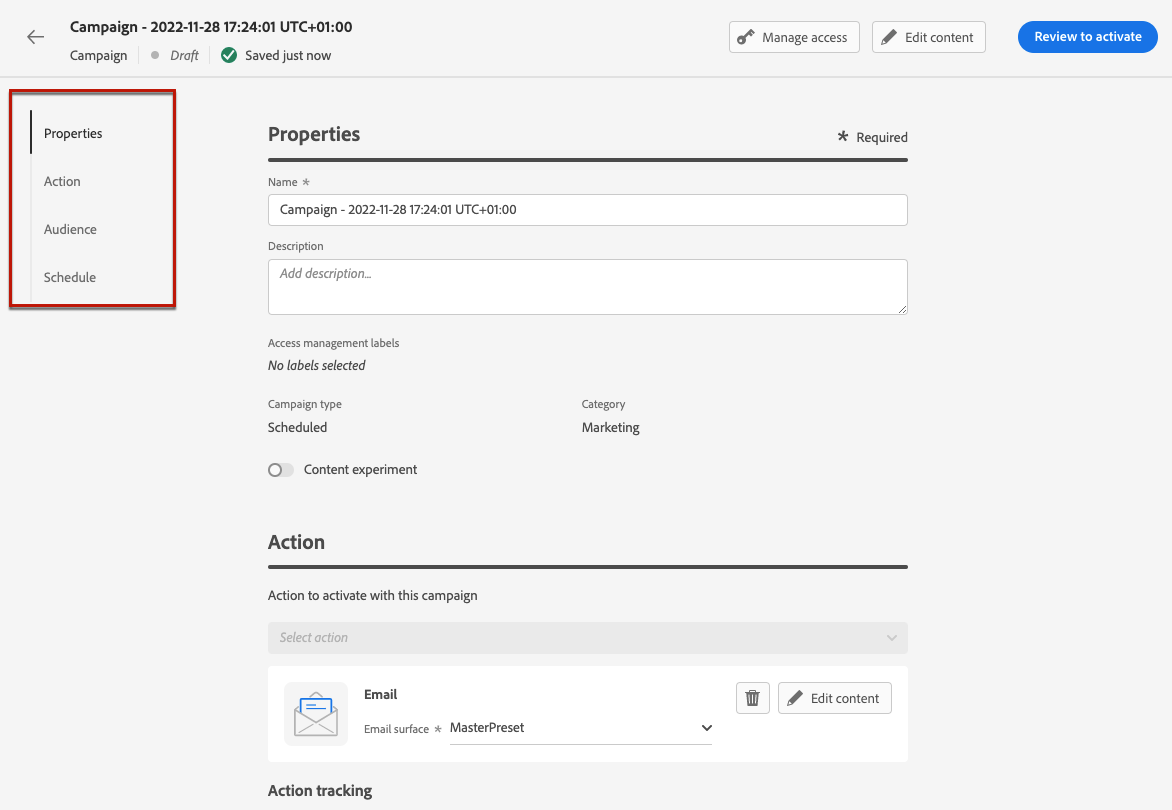 Campaign - 2022-11-28 17:24:01 UTC+01:00
Campaign Draft Saved just now
Manage access
Edit content
Review to activate
Properties
Action
Audience
Schedule
Properties
* Required
Name *
Campaign - 2022-11-28 17:24:01 UTC+01:00
Description
Add description...
Access management labels
No labels selected
Campaign type
Scheduled
Category
Marketing
Content experiment
Action
Action to activate with this campaign
Select action
Email
Email surface * MasterPreset
Edit content
Action tracking